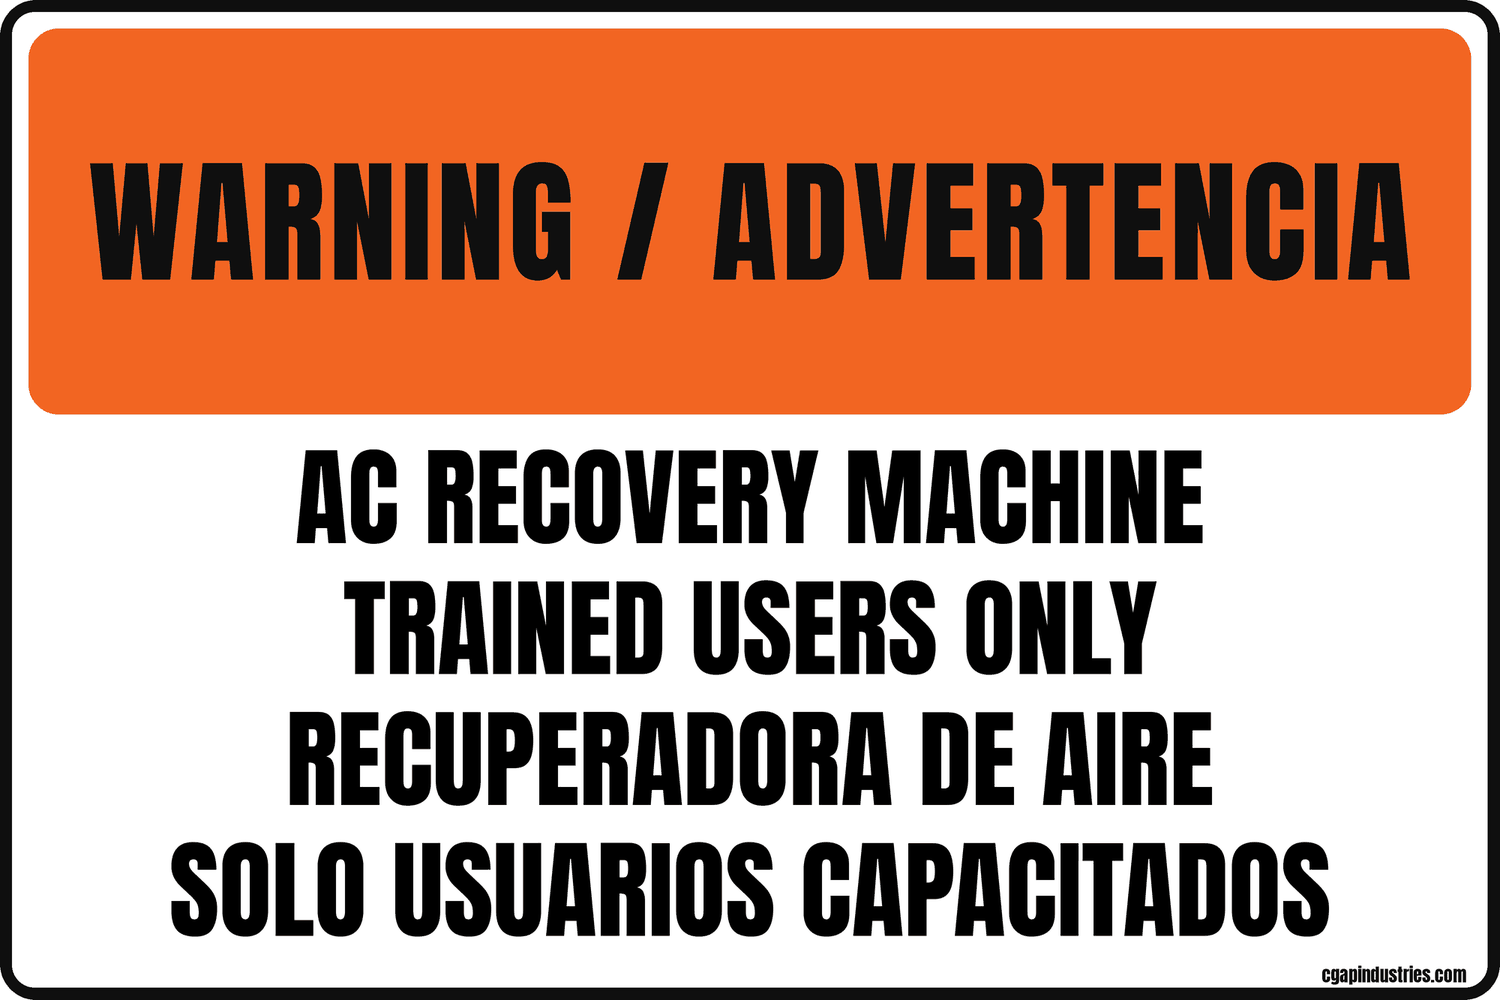 WARNING / ADVERTENCIA
AC RECOVERY MACHINE
TRAINED USERS ONLY
RECUPERADORA DE AIRE
SOLO USUARIOS CAPACITADOS
cgapindustries.com